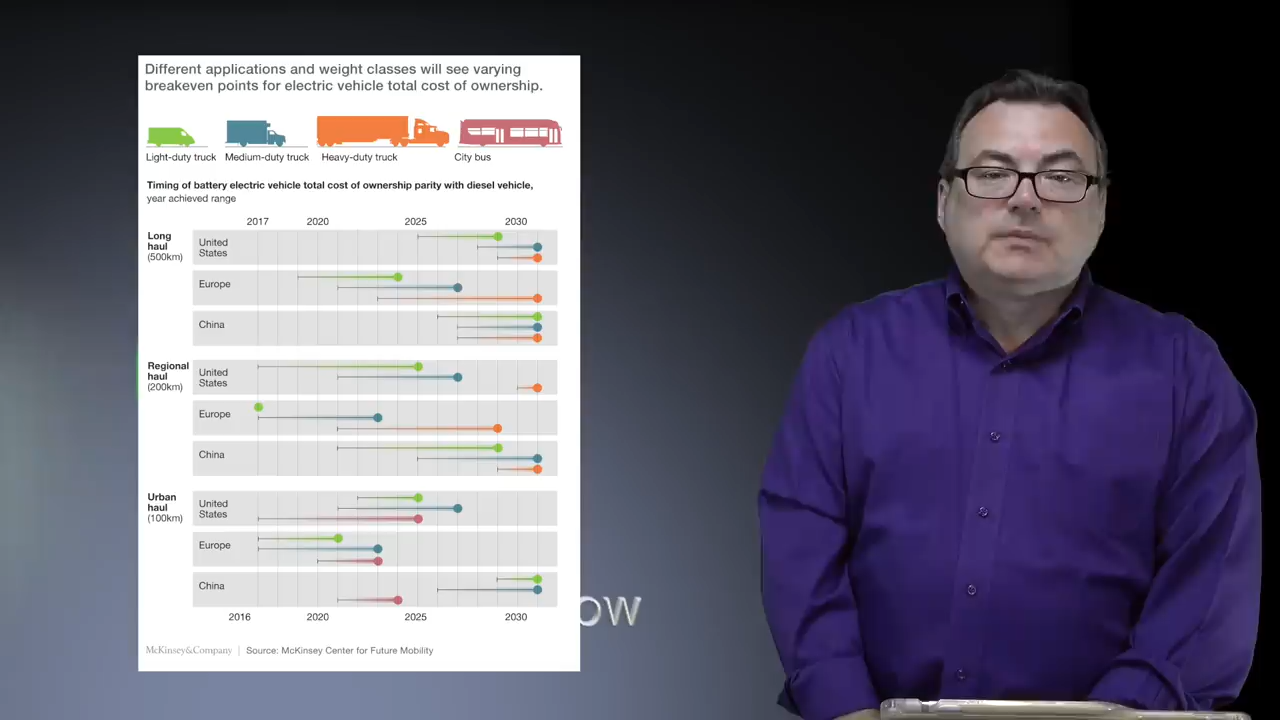 Different applications and weight classes will see varying
breakeven points for electric vehicle total cost of ownership.
Light-duty truck Medium-duty truck Heavy-duty truck City bus
Timing of battery electric vehicle total cost of ownership parity with diesel vehicle,
year achieved range
2017 2020 2025 2030
Long
haul
(500km)
United
States
Europe
China
Regional
haul
(200km)
United
States
Europe
China
Urban
haul
(100km)
United
States
Europe
China
2016 2020 2025 2030
McKinsey&Company | Source: McKinsey Center for Future Mobility
OW